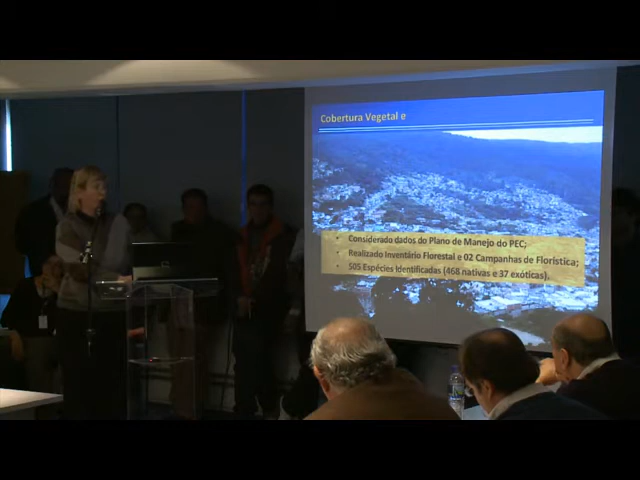 Cobertura Vegetal e
• Considerado dados do Plano de Manejo do PEC;
• Realizado Inventário Florestal e 02 Campanhas de Florística;
• 505 Espécies Identificadas (468 nativas e 37 exóticas).